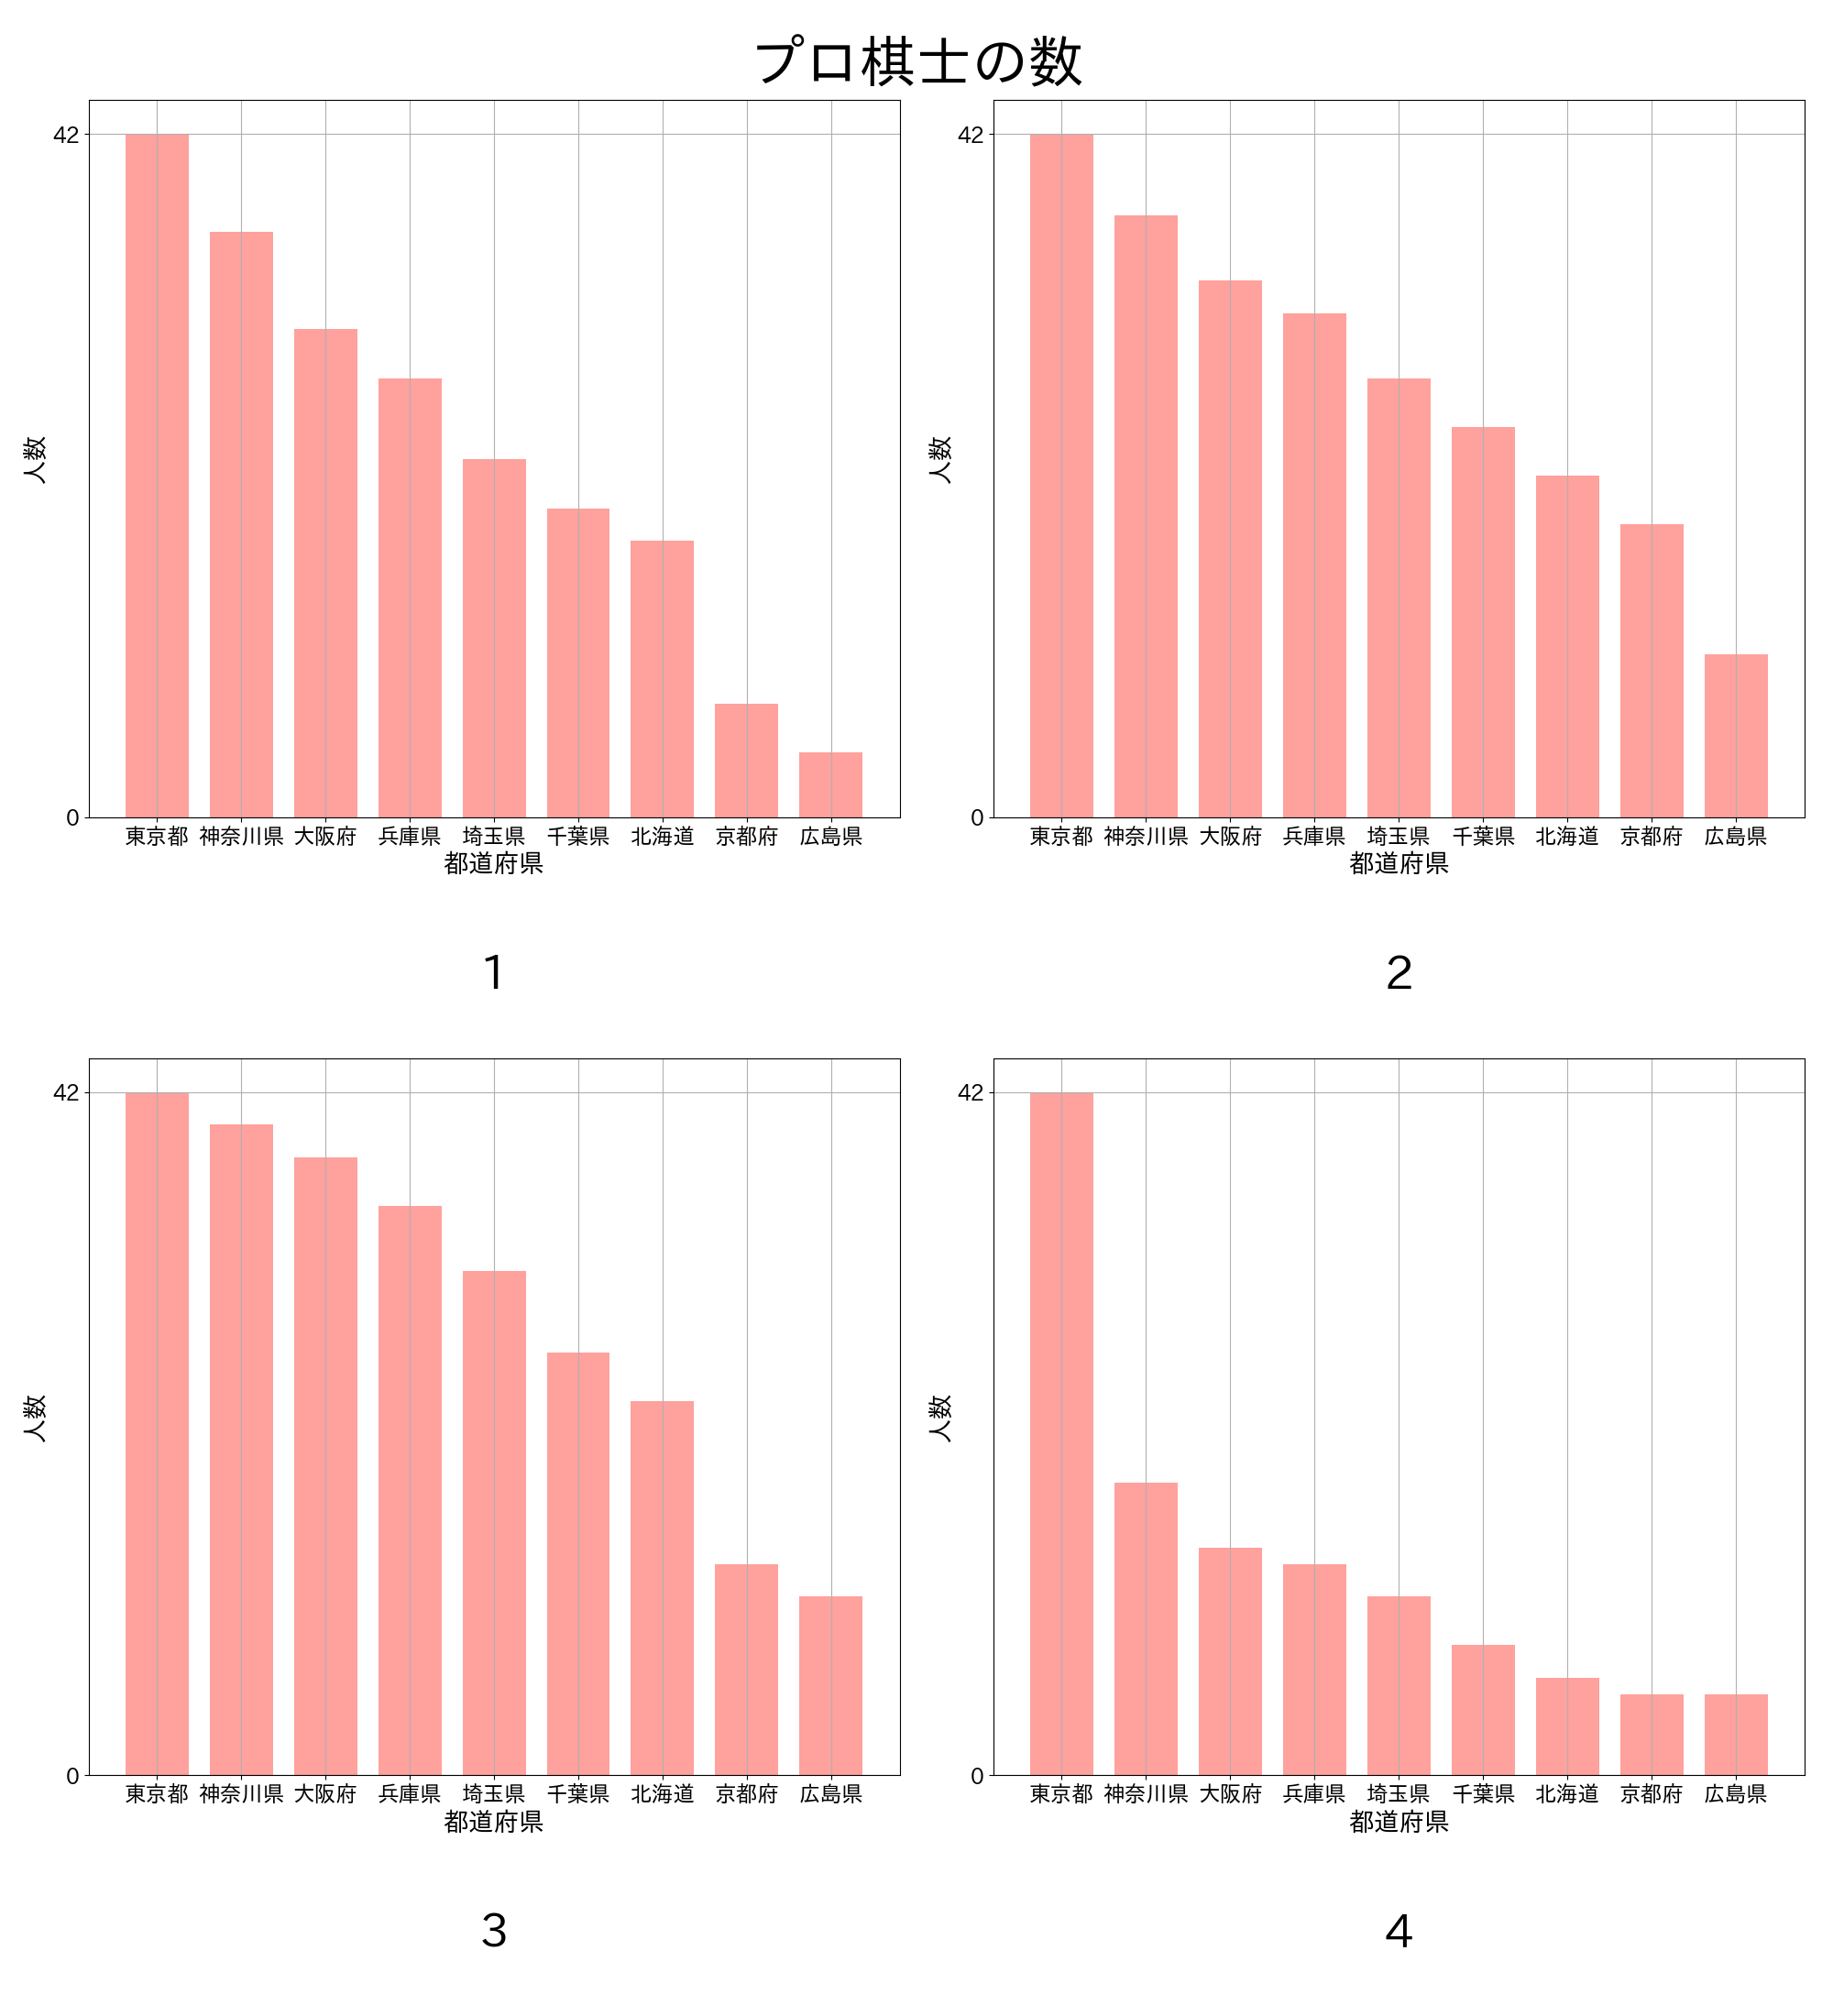 プロ棋士の数
42
0
人数
東京都 神奈川県 大阪府 兵庫県 埼玉県 千葉県 北海道 京都府 広島県
都道府県
1
42
0
人数
東京都 神奈川県 大阪府 兵庫県 埼玉県 千葉県 北海道 京都府 広島県
都道府県
2
42
0
人数
東京都 神奈川県 大阪府 兵庫県 埼玉県 千葉県 北海道 京都府 広島県
都道府県
3
42
0
人数
東京都 神奈川県 大阪府 兵庫県 埼玉県 千葉県 北海道 京都府 広島県
都道府県
4